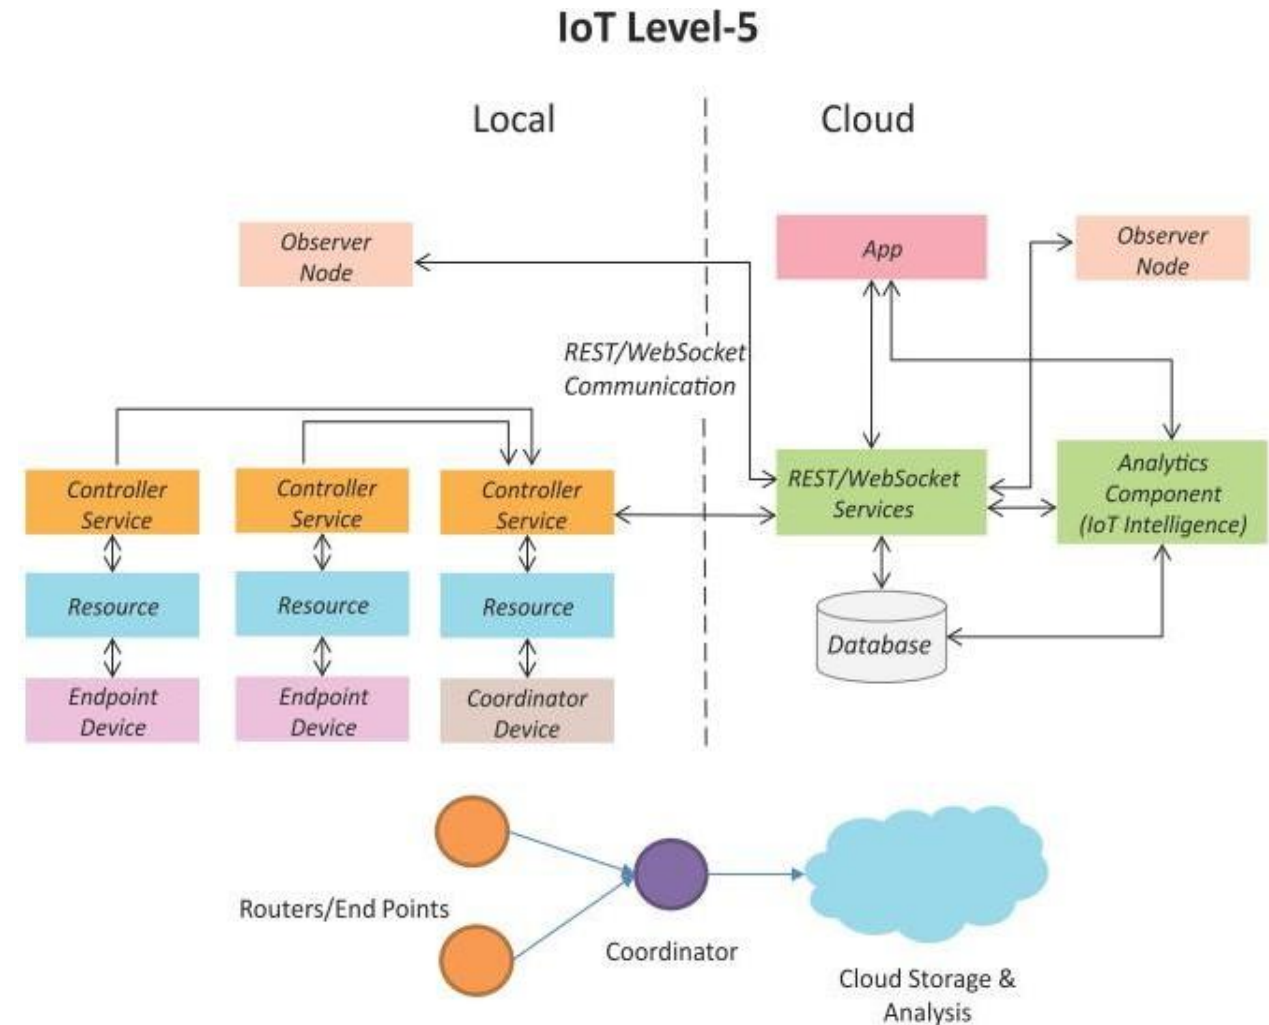 IoT Level-5
Local
Cloud
Observer
Node
App
Observer
Node
REST/WebSocket
Communication
Controller
Service
Controller
Service
Controller
Service
REST/WebSocket
Services
Analytics
Component
(IoT Intelligence)
Resource
Resource
Resource
Database
Endpoint
Device
Endpoint
Device
Coordinator
Device
Routers/End Points
Coordinator
Cloud Storage &
Analysis